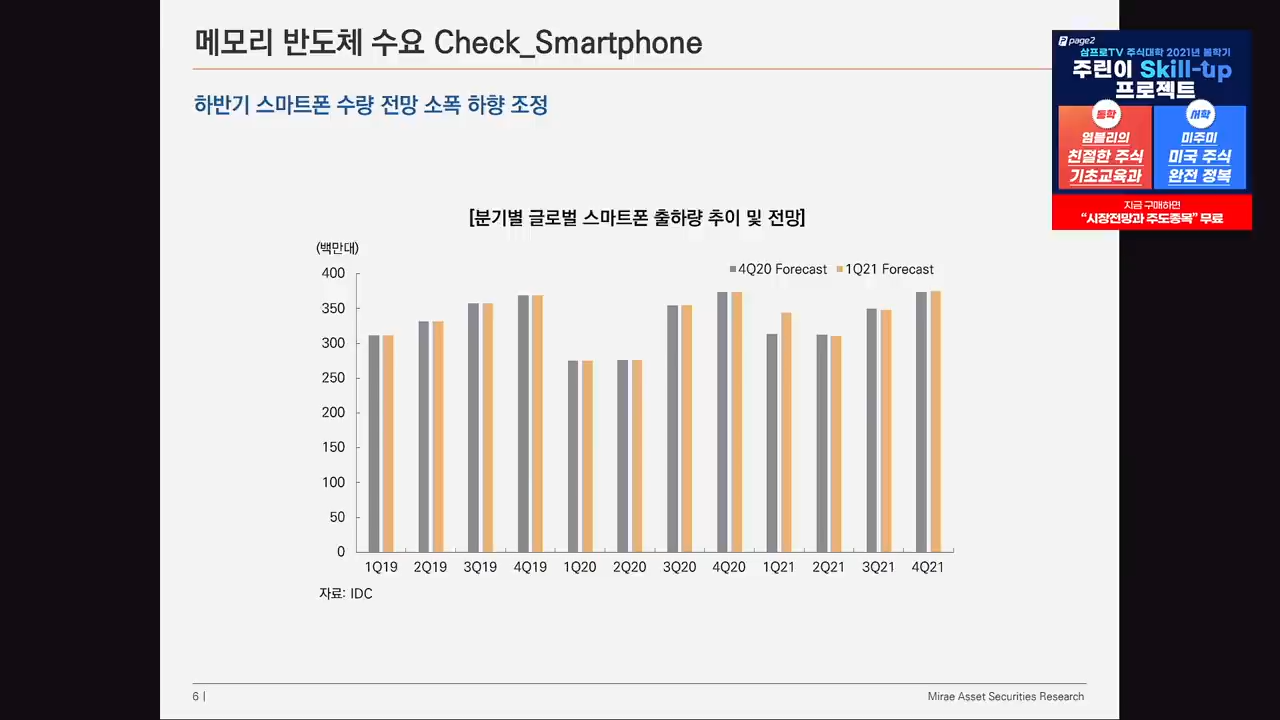 메모리 반도체 수요 Check_Smartphone
하반기 스마트폰 수량 전망 소폭 하향 조정
page2
삼프로TV 주식대학 2021년 봄학기
주린이 Skill-up
프로젝트
동학
염블리의
친절한 주식
기초교육과
서학
미주미
미국 주식
완전 정복
지금 구매하면
“시장전망과 주도종목” 무료
[분기별 글로벌 스마트폰 출하량 추이 및 전망]
(백만대)
4Q20 Forecast 1Q21 Forecast
400
350
300
250
200
150
100
50
0
1Q19 2Q19 3Q19 4Q19 1Q20 2Q20 3Q20 4Q20 1Q21 2Q21 3Q21 4Q21
자료: IDC
6 |
Mirae Asset Securities Research